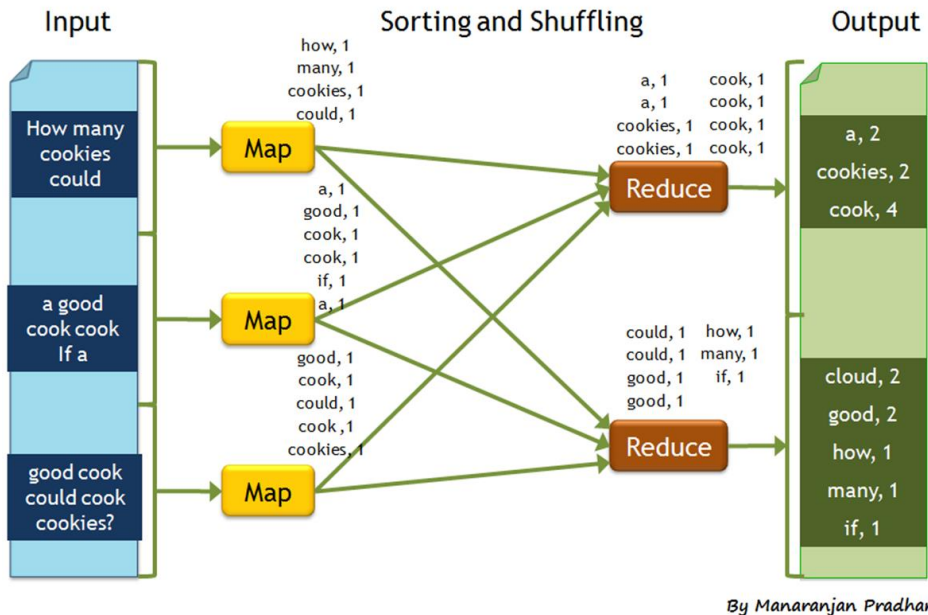 Input
Sorting and Shuffling
Output
How many
cookies
could
Map
how, 1
many, 1
cookies, 1
could, 1
a good
cook cook
If a
Map
a, 1
good, 1
cook, 1
cook, 1
if, 1
a, 1
good cook
could cook
cookies?
Map
good, 1
cook, 1
could, 1
cook ,1
cookies, 1
a, 1
a, 1
cookies, 1
cookies, 1
cook, 1
cook, 1
cook, 1
cook, 1
Reduce
could, 1
could, 1
good, 1
good, 1
how, 1
many, 1
if, 1
Reduce
a, 2
cookies, 2
cook, 4
cloud, 2
good, 2
how, 1
many, 1
if, 1
By Manaranjan Pradhan